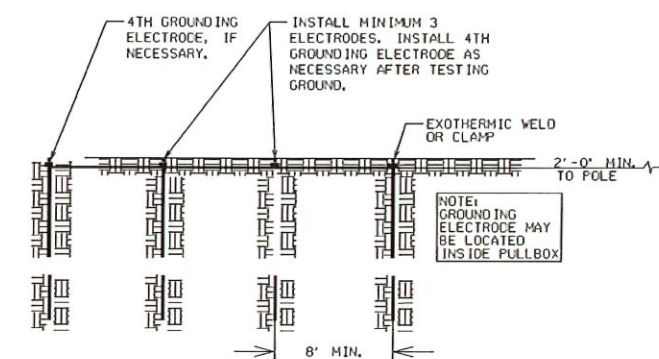 4TH GROUNDING
ELECTRODE, IF
NECESSARY.
INSTALL MINIMUM 3
ELECTRODES. INSTALL 4TH
GROUNDING ELECTRODE AS
NECESSARY AFTER TESTING
GROUND.
EXOTHERMIC WELD
OR CLAMP
2'-0" MIN.
TO POLE
NOTE:
GROUNDING
ELECTRODE MAY
BE LOCATED
INSIDE PULLBOX
8' MIN.